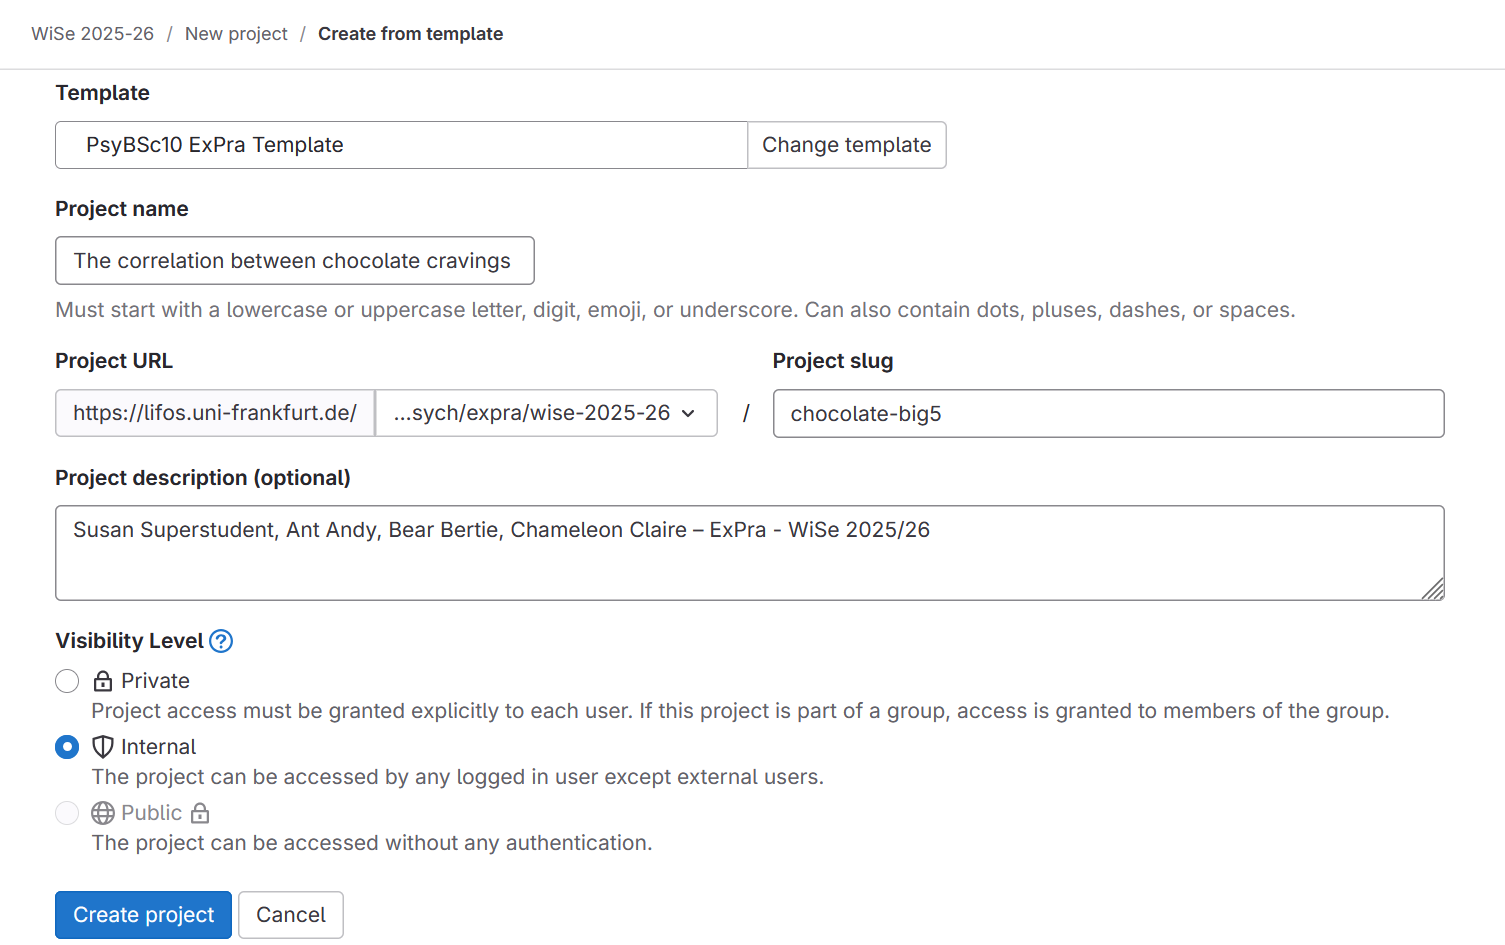 WiSe 2025-26 / New project / Create from template
Template
PsyBSc10 ExPra Template
Change template
Project name
The correlation between chocolate cravings
Must start with a lowercase or uppercase letter, digit, emoji, or underscore. Can also contain dots, pluses, dashes, or spaces.
Project URL
Project slug
https://lifos.uni-frankfurt.de/
...sych/expra/wise-2025-26
/
chocolate-big5
Project description (optional)
Susan Superstudent, Ant Andy, Bear Bertie, Chameleon Claire – ExPra - WiSe 2025/26
Visibility Level ?
Private
Project access must be granted explicitly to each user. If this project is part of a group, access is granted to members of the group.
Internal
The project can be accessed by any logged in user except external users.
Public
The project can be accessed without any authentication.
Create project
Cancel